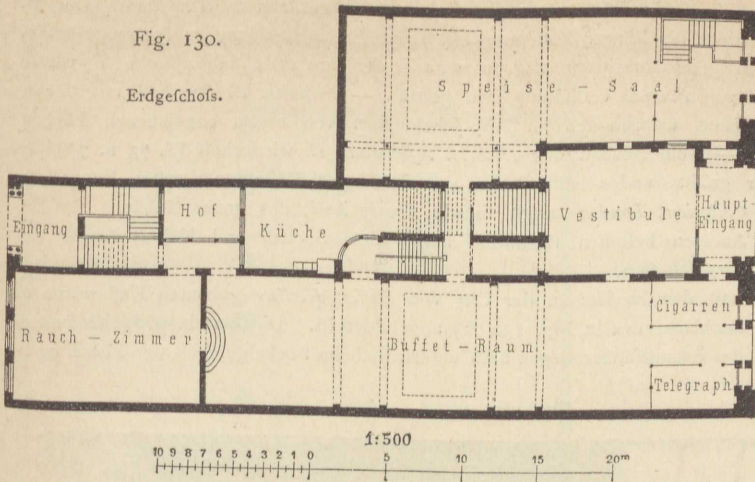 Fig. 130.
Erdgeſchoſs.
Speise - Saal
Eingang
Hof
Küche
Vestibule
Haupt-
Eingang
Rauch - Zimmer
Buffet - Raum
Cigarren
Telegraph
1:500
10 9 8 7 6 5 4 3 2 1 0 5 10 15 20m